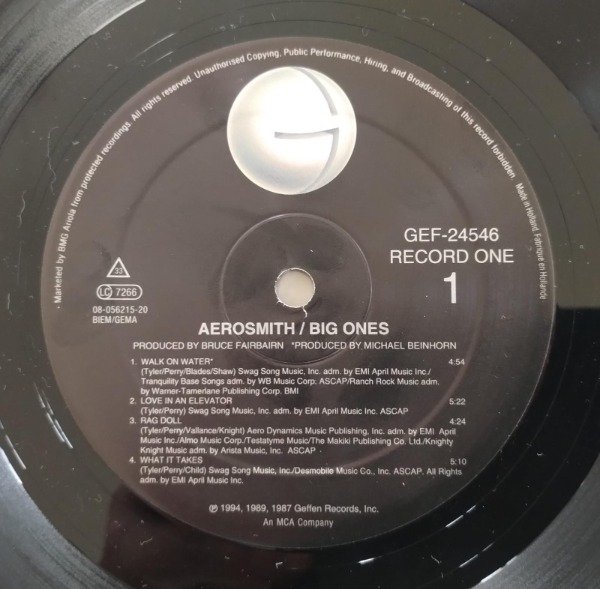 Marketed by BMG Ariola from protected recordings. All rights reserved. Unauthorised Copying, Public Performance, Hiring, and Broadcasting of this record forbidden. Made in Holland. Fabriqué en Hollande
G
33
LC 7266
08-056215-20
BIEM/GEMA
GEF-24546
RECORD ONE
1
AEROSMITH / BIG ONES
PRODUCED BY BRUCE FAIRBAIRN *PRODUCED BY MICHAEL BEINHORN
1. WALK ON WATER* 4:54
(Tyler/Perry/Blades/Shaw) Swag Song Music, Inc. adm. by EMI April Music Inc./
Tranquility Base Songs adm. by WB Music Corp. ASCAP/Ranch Rock Music adm.
by Warner-Tamerlane Publishing Corp. BMI
2. LOVE IN AN ELEVATOR 5:22
(Tyler/Perry) Swag Song Music, Inc. adm. by EMI April Music Inc. ASCAP
3. RAG DOLL 4:24
(Tyler/Perry/Vallance/Knight) Aero Dynamics Music Publishing, Inc. adm. by EMI April
Music Inc./Almo Music Corp./Testatyme Music/The Makiki Publishing Co. Ltd./Knighty
Knight Music adm. by Arista Music, Inc. ASCAP
4. WHAT IT TAKES 5:10
(Tyler/Perry/Child) Swag Song Music, Inc./Desmobile Music Co., Inc. ASCAP. All Rights
adm. by EMI April Music Inc.
℗ 1994, 1989, 1987 Geffen Records, Inc.
An MCA Company